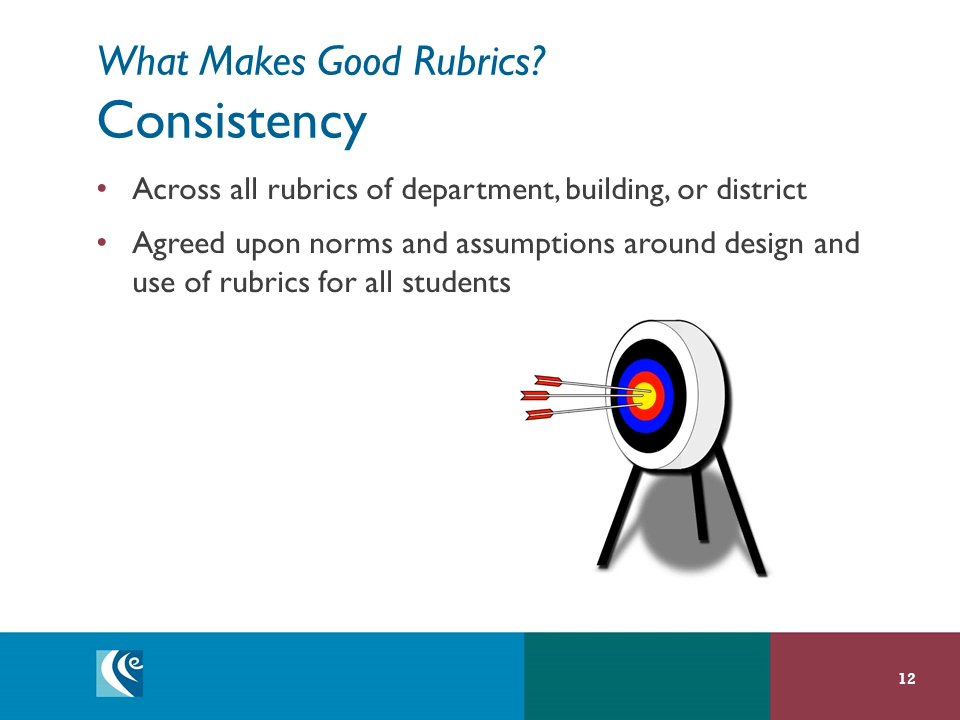 What Makes Good Rubrics?
Consistency
• Across all rubrics of department, building, or district
• Agreed upon norms and assumptions around design and
use of rubrics for all students
e
12